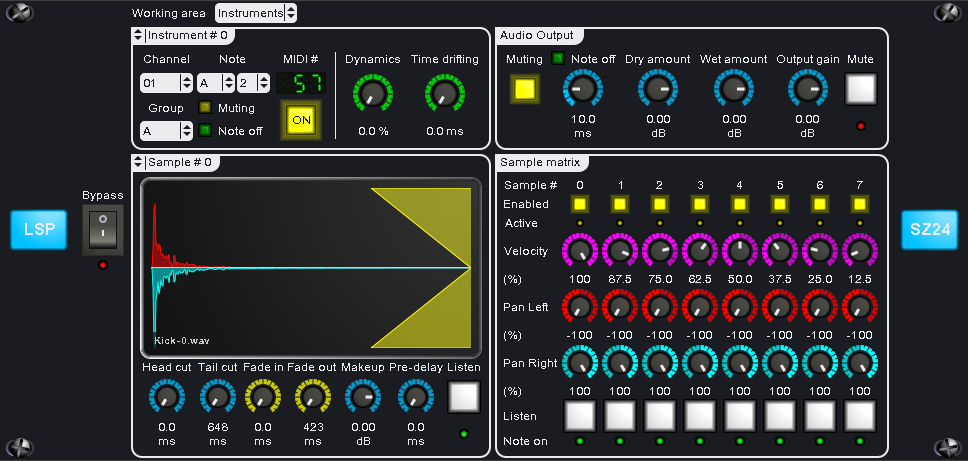 Working area Instruments
Instrument # 0
Channel Note MIDI # Dynamics Time drifting
01 A 2 57
Group Muting ON
A Note off 0.0 % 0.0 ms
Audio Output
Muting Note off Dry amount Wet amount Output gain Mute
10.0 0.00 0.00 0.00
ms dB dB dB
Bypass
LSP
Sample # 0
Kick-0.wav
Head cut Tail cut Fade in Fade out Makeup Pre-delay Listen
0.0 648 0.0 423 0.00 0.0
ms ms ms ms dB ms
Sample matrix
Sample # 0 1 2 3 4 5 6 7
Enabled
Active
Velocity
(%) 100 87.5 75.0 62.5 50.0 37.5 25.0 12.5
Pan Left
(%) -100 -100 -100 -100 -100 -100 -100 -100
Pan Right
(%) 100 100 100 100 100 100 100 100
Listen
Note on
SZ24